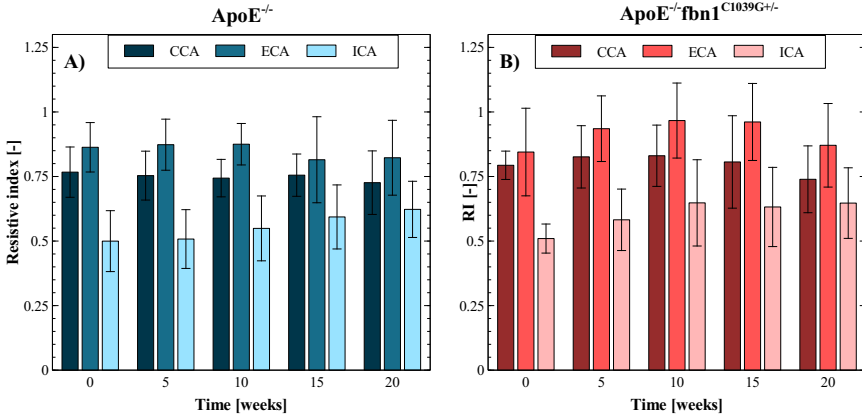 ApoE-/-
A)
CCA ECA ICA
Resistive index [-]
1.25
1
0.75
0.5
0.25
0
0 5 10 15 20
Time [weeks]
ApoE-/-fbn1C1039G+/-
B)
CCA ECA ICA
RI [-]
1.25
1
0.75
0.5
0.25
0
0 5 10 15 20
Time [weeks]